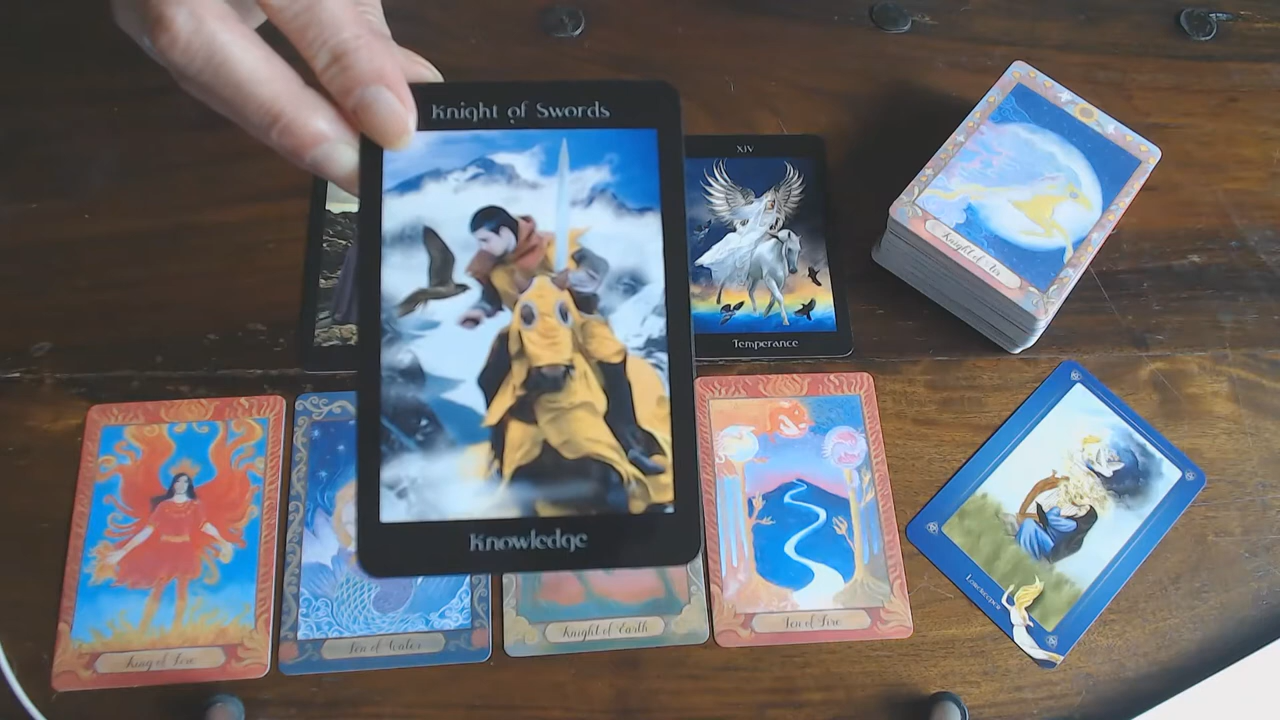 Knight of Swords
Knowledge
XIV
Temperance
Knight of Air
King of Fire
Ten of Water
Knight of Earth
Ten of Fire
Lorekeeper